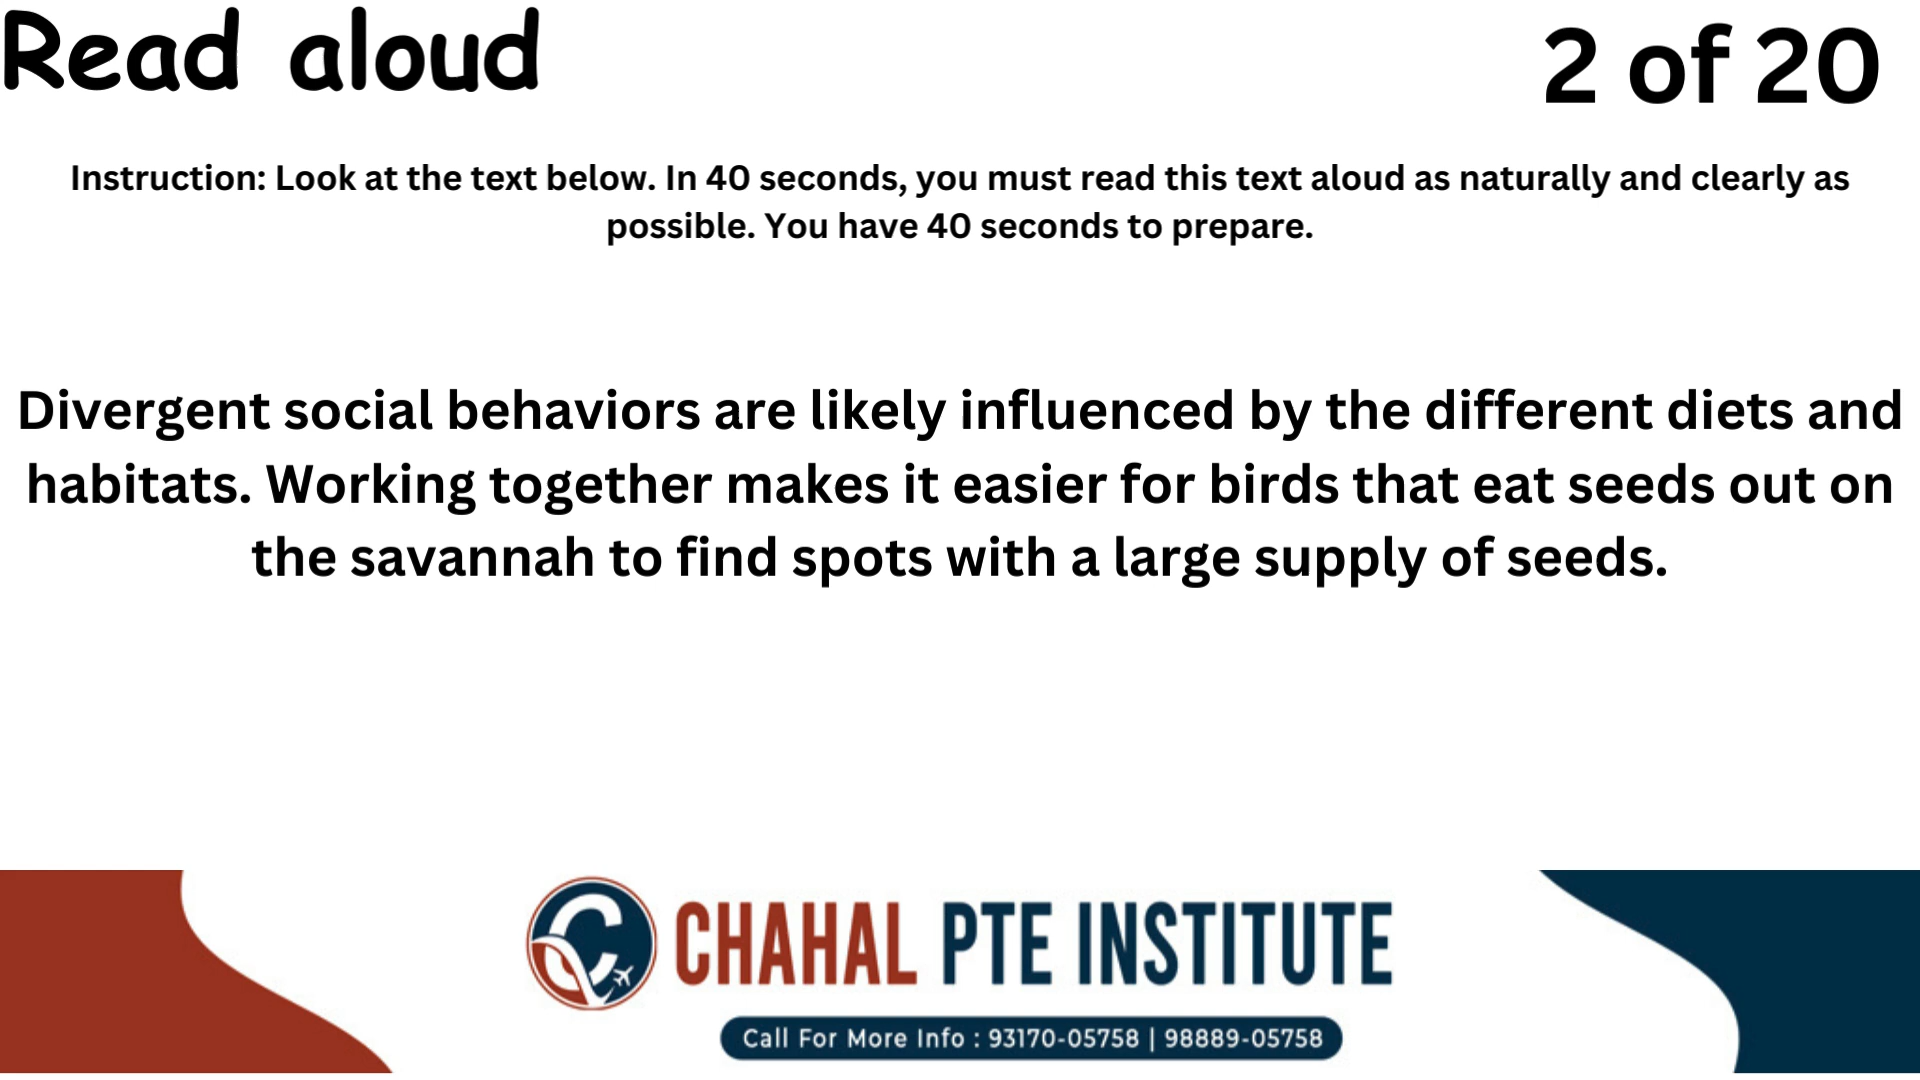 Read aloud
2 of 20
Instruction: Look at the text below. In 40 seconds, you must read this text aloud as naturally and clearly as
possible. You have 40 seconds to prepare.
Divergent social behaviors are likely influenced by the different diets and
habitats. Working together makes it easier for birds that eat seeds out on
the savannah to find spots with a large supply of seeds.
CHAHAL PTE INSTITUTE
Call For More Info : 93170-05758 | 98889-05758